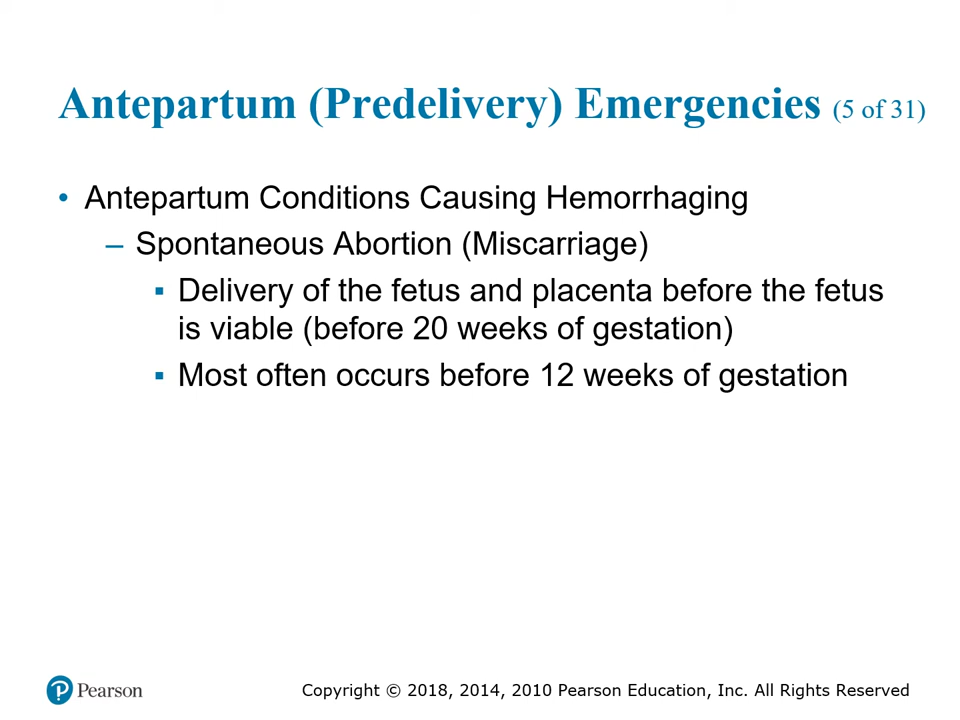 Antepartum (Predelivery) Emergencies (5 of 31)
• Antepartum Conditions Causing Hemorrhaging
– Spontaneous Abortion (Miscarriage)
▪ Delivery of the fetus and placenta before the fetus
is viable (before 20 weeks of gestation)
▪ Most often occurs before 12 weeks of gestation
Pearson
Copyright © 2018, 2014, 2010 Pearson Education, Inc. All Rights Reserved